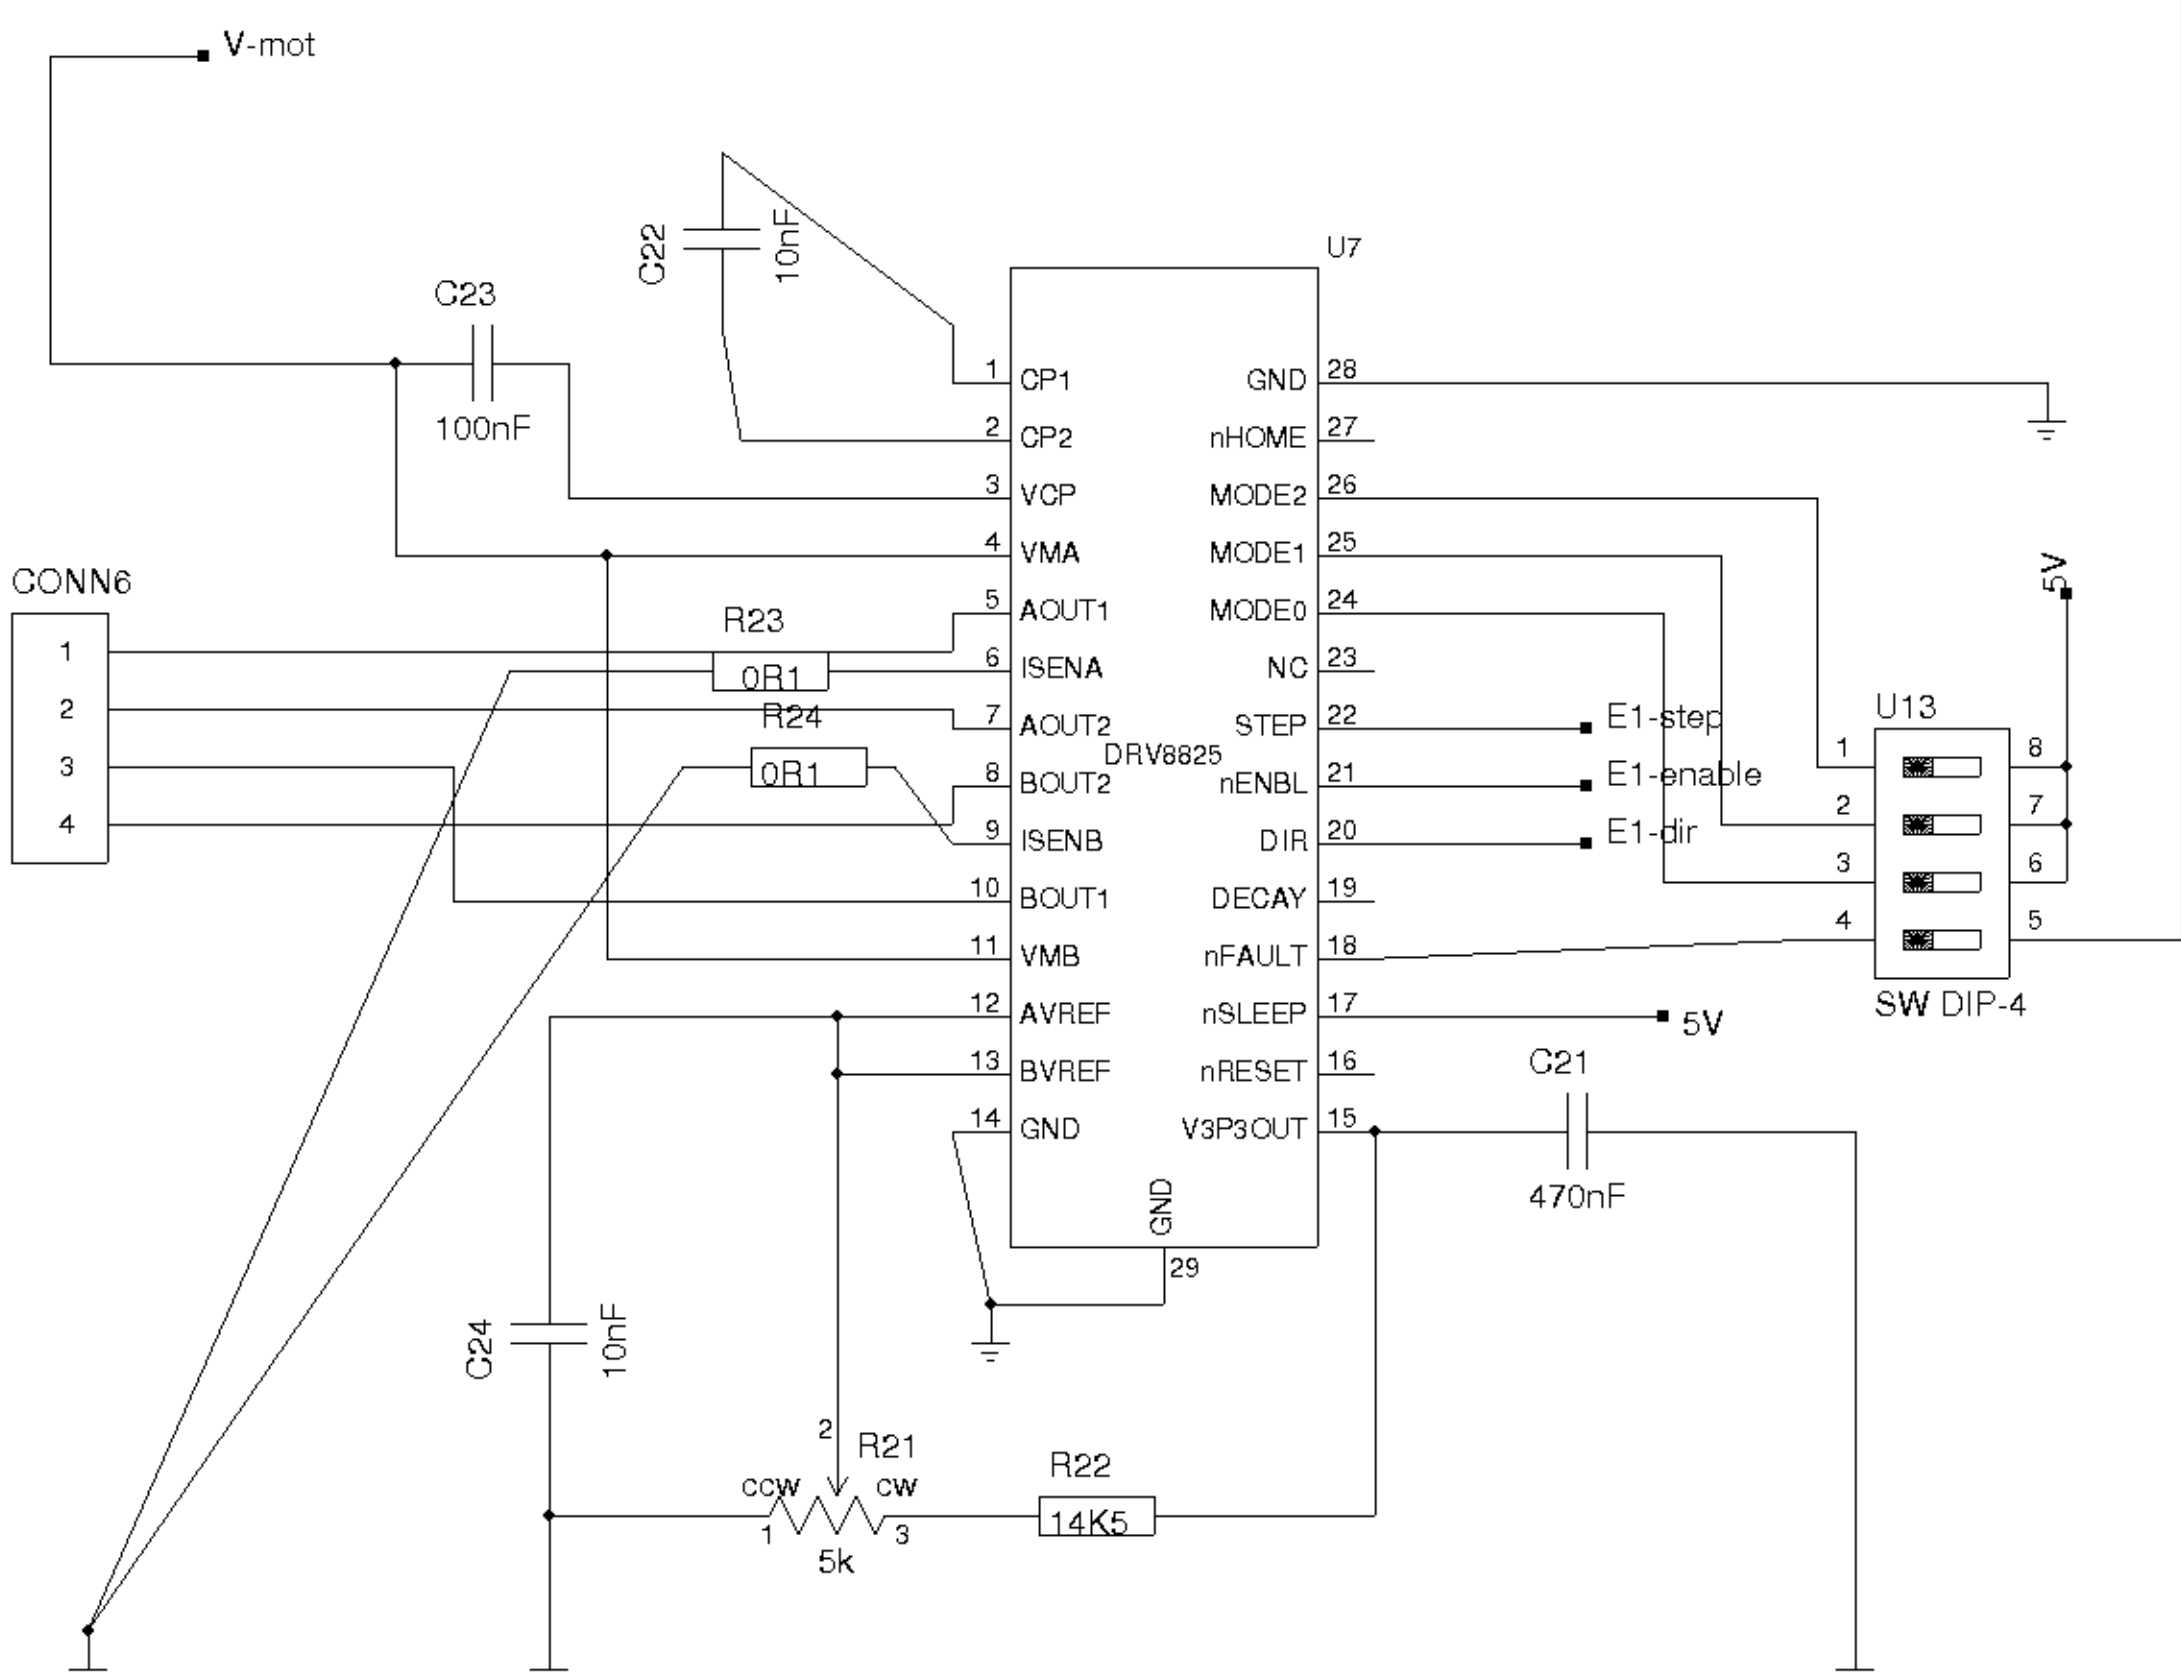 V-mot
C22
10nF
U7
C23
100nF
1 CP1
GND 28
2 CP2
nHOME 27
3 VCP
MODE2 26
4 VMA
MODE1 25
5V
CONN6
5 AOUT1
MODE0 24
R23
1
0R1
6 ISENA
NC 23
2
R24
7 AOUT2
STEP 22
E1-step
U13
DRV8825
3
0R1
8 BOUT2
nENBL 21
E1-enable
1 8
4
9 ISENB
DIR 20
E1-dir
2 7
10 BOUT1
DECAY 19
3 6
11 VMB
nFAULT 18
4 5
SW DIP-4
12 AVREF
nSLEEP 17
5V
13 BVREF
nRESET 16
C21
14 GND
V3P3OUT 15
470nF
GND
29
C24
10nF
2
R21
ccw cw
R22
1 3
14K5
5k